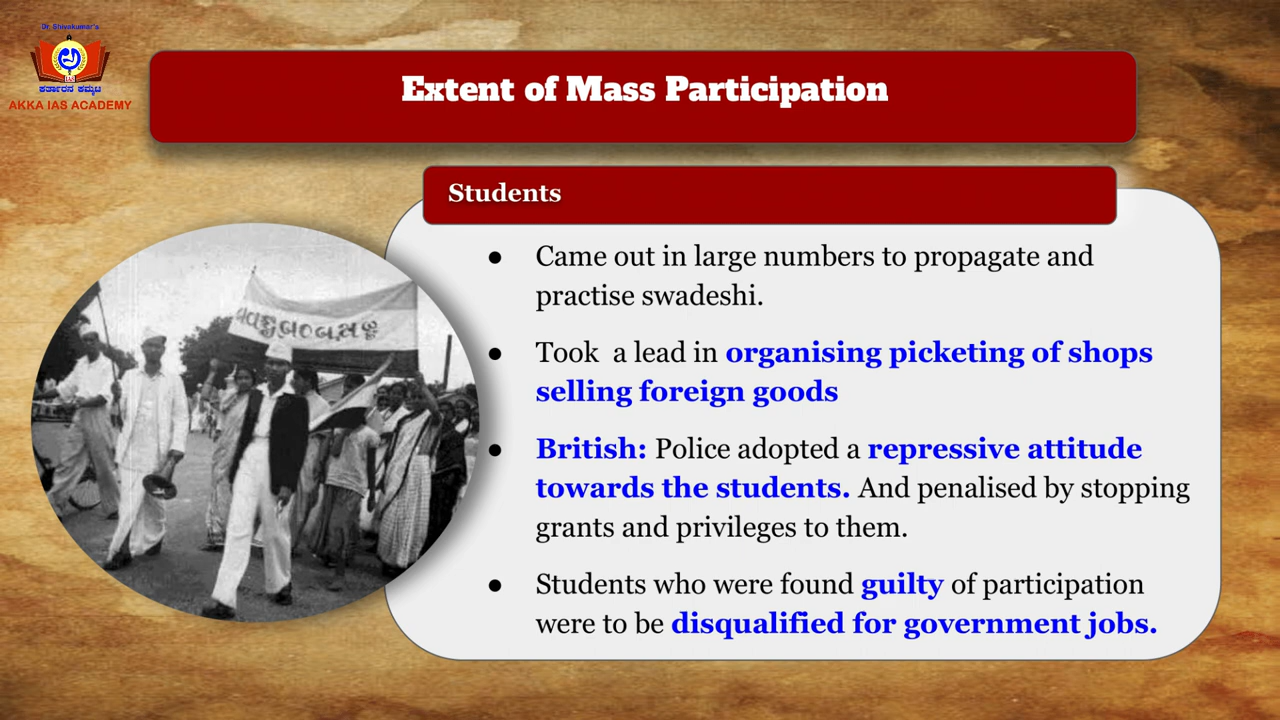 Dr Shivakumar's
ಕರ್ತಾರನ ಕಮ್ಮಟ
AKKA IAS ACADEMY
Extent of Mass Participation
Students
● Came out in large numbers to propagate and
practise swadeshi.
● Took a lead in organising picketing of shops
selling foreign goods
● British: Police adopted a repressive attitude
towards the students. And penalised by stopping
grants and privileges to them.
● Students who were found guilty of participation
were to be disqualified for government jobs.